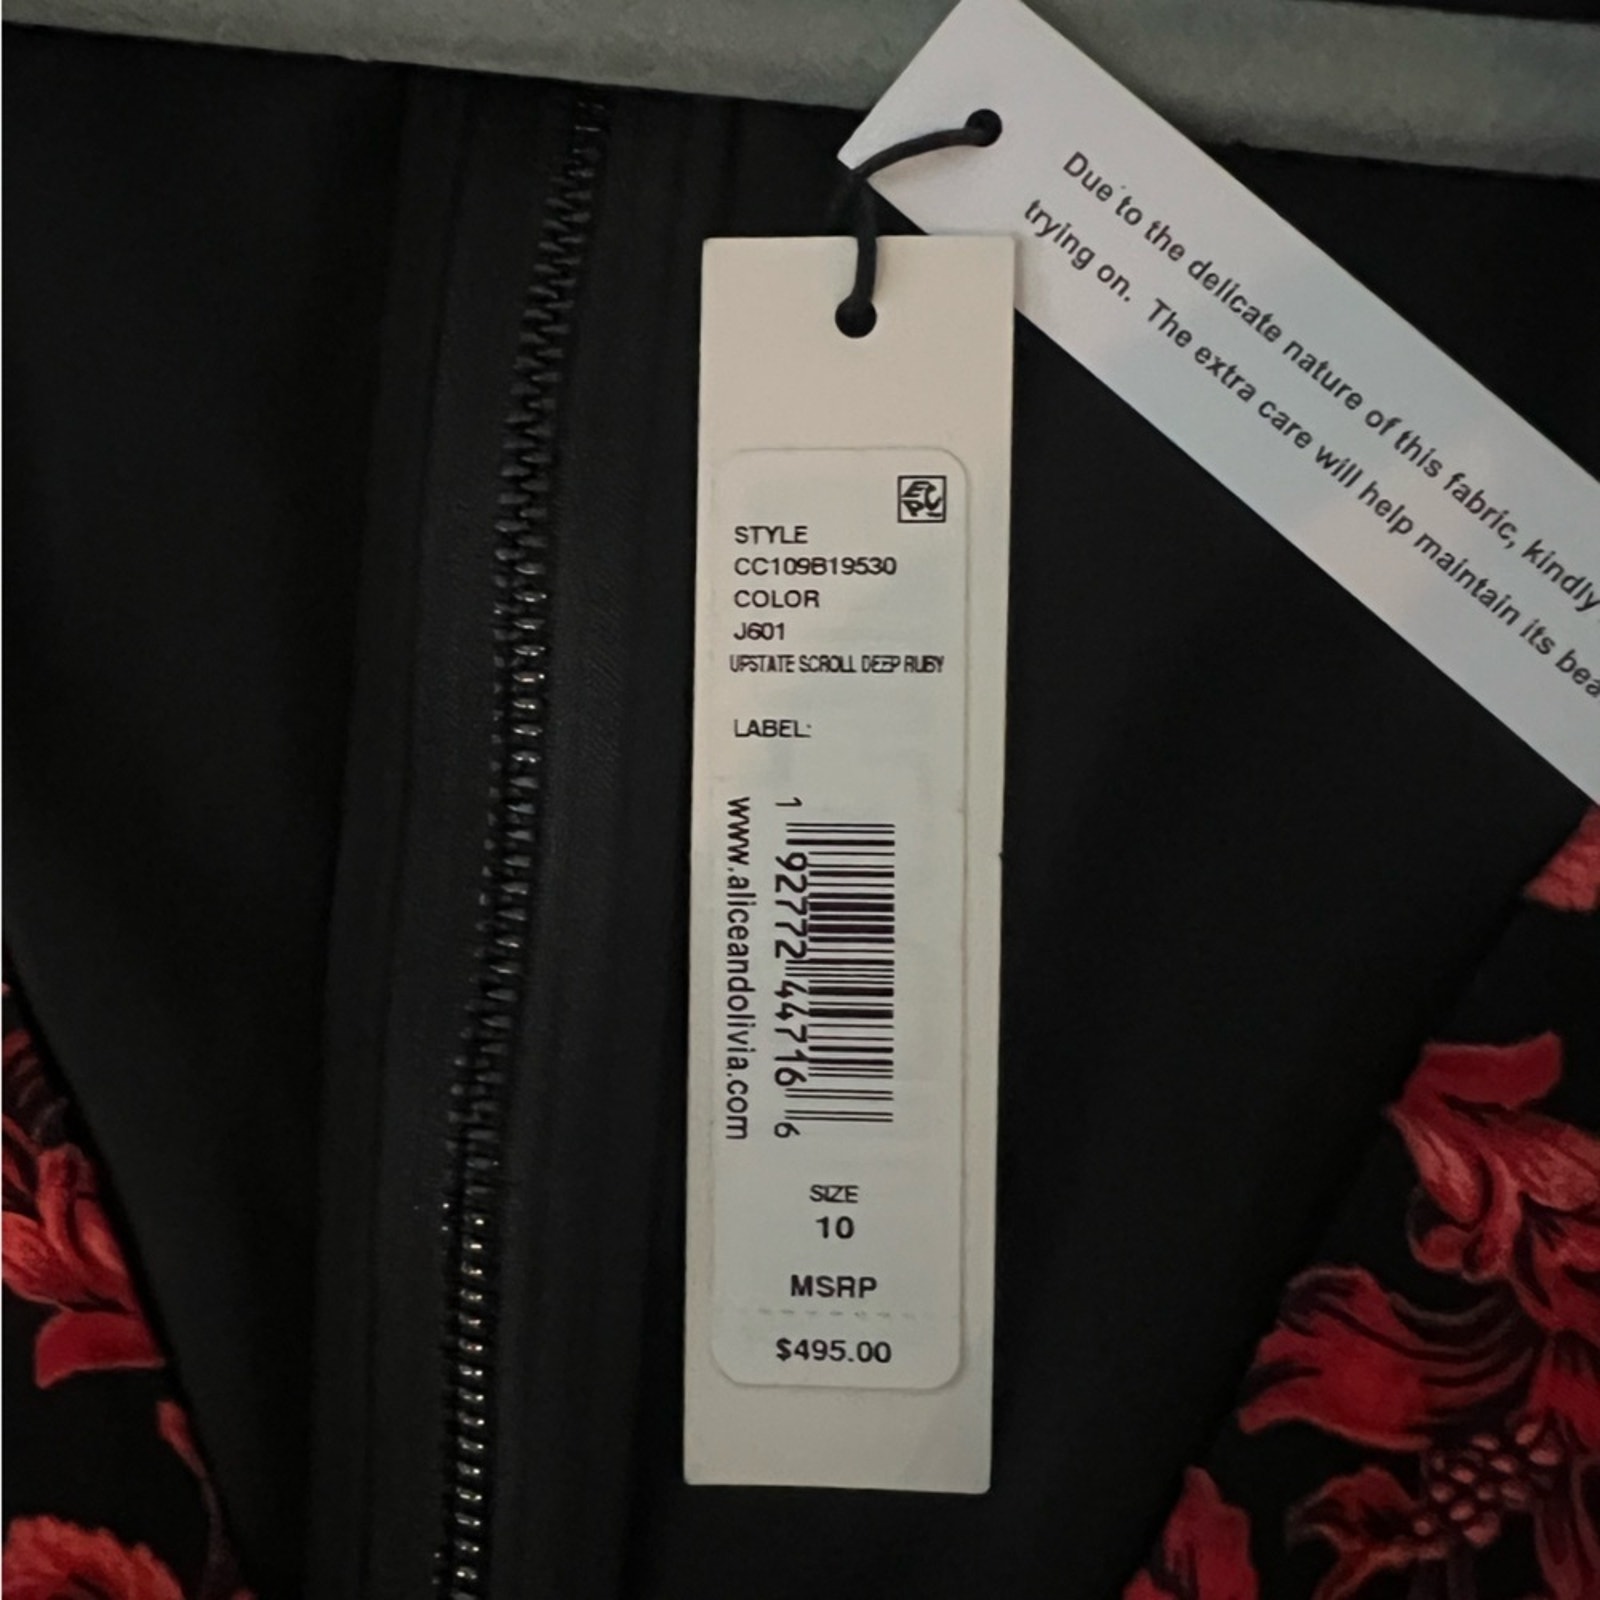 Due to the delicate nature of this fabric, kindly
trying on. The extra care will help maintain its bea
STYLE
CC109B19530
COLOR
J601
UPSTATE SCROLL DEEP RUBY
LABEL:
1 92772 44716 6
www.aliceandolivia.com
SIZE
10
MSRP
$495.00